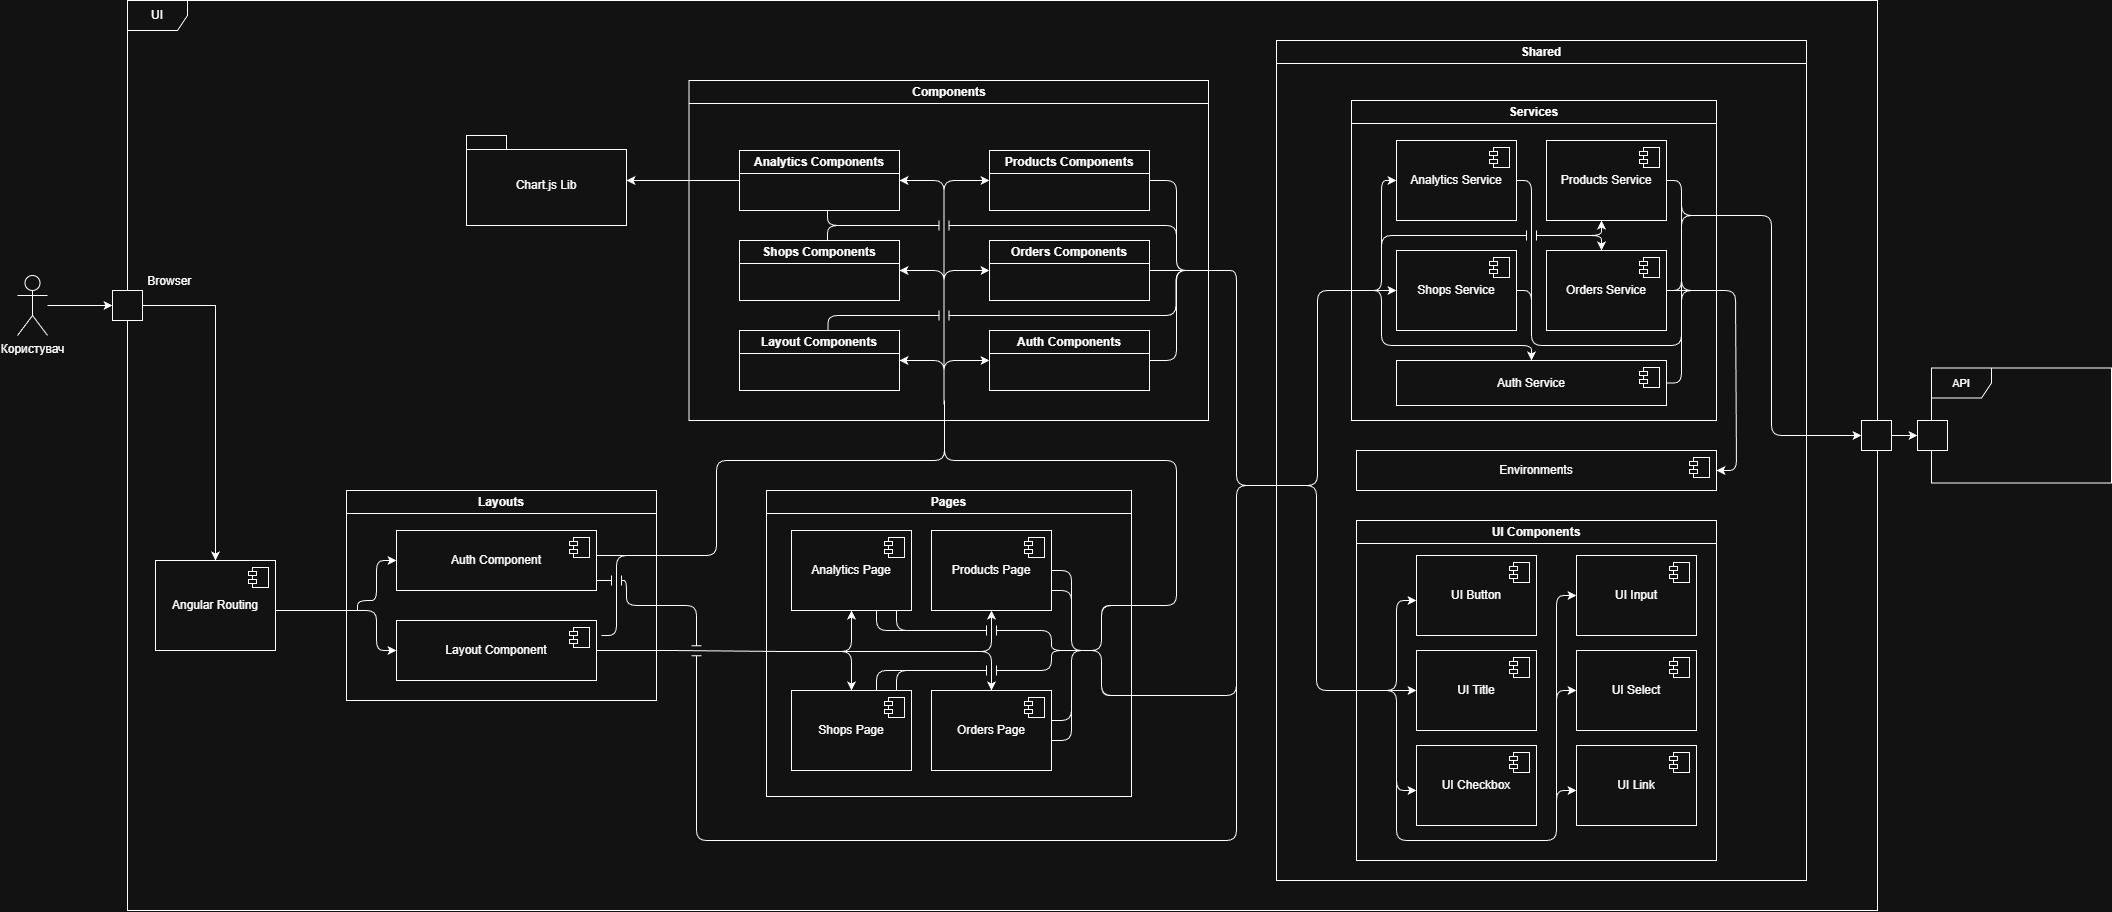 UI
Shared
Components
Services
Analytics Components
Products Components
Chart.js Lib
Analytics Service
Products Service
Shops Components
Orders Components
Browser
Shops Service
Orders Service
Користувач
Layout Components
Auth Components
Auth Service
API
Environments
Layouts
Pages
UI Components
Auth Component
Analytics Page
Products Page
UI Button
UI Input
Angular Routing
Layout Component
UI Title
UI Select
Shops Page
Orders Page
UI Checkbox
UI Link